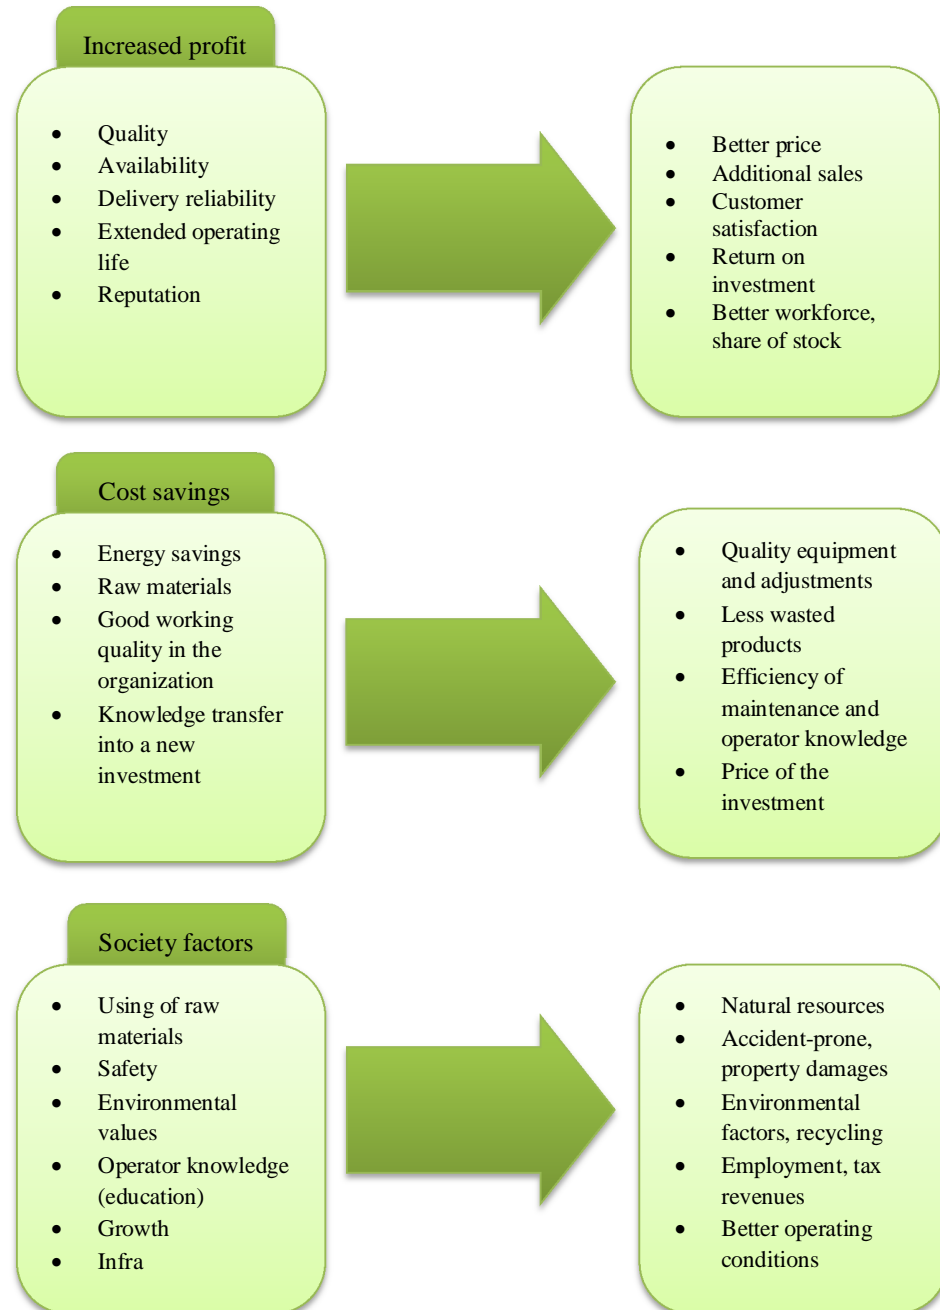 Increased profit
• Quality
• Availability
• Delivery reliability
• Extended operating
life
• Reputation
• Better price
• Additional sales
• Customer
satisfaction
• Return on
investment
• Better workforce,
share of stock
Cost savings
• Energy savings
• Raw materials
• Good working
quality in the
organization
• Knowledge transfer
into a new
investment
• Quality equipment
and adjustments
• Less wasted
products
• Efficiency of
maintenance and
operator knowledge
• Price of the
investment
Society factors
• Using of raw
materials
• Safety
• Environmental
values
• Operator knowledge
(education)
• Growth
• Infra
• Natural resources
• Accident-prone,
property damages
• Environmental
factors, recycling
• Employment, tax
revenues
• Better operating
conditions